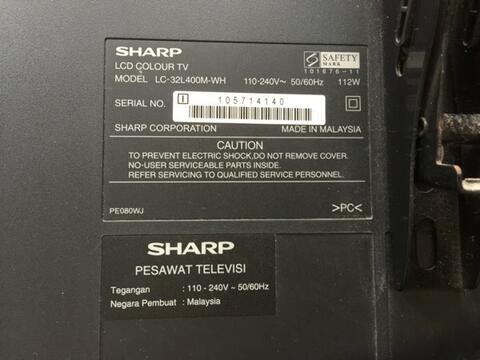 SHARP
LCD COLOUR TV
MODEL LC-32L400M-WH 110-240V~ 50/60Hz 112W
SAFETY
MARK
101876-11
SERIAL NO. I 105714140
SHARP CORPORATION MADE IN MALAYSIA
CAUTION
TO PREVENT ELECTRIC SHOCK,DO NOT REMOVE COVER.
NO-USER SERVICEABLE PARTS INSIDE.
REFER SERVICING TO QUALIFIED SERVICE PERSONNEL.
PE080WJ >PC<
SHARP
PESAWAT TELEVISI
Tegangan : 110 - 240V ~ 50/60Hz
Negara Pembuat : Malaysia